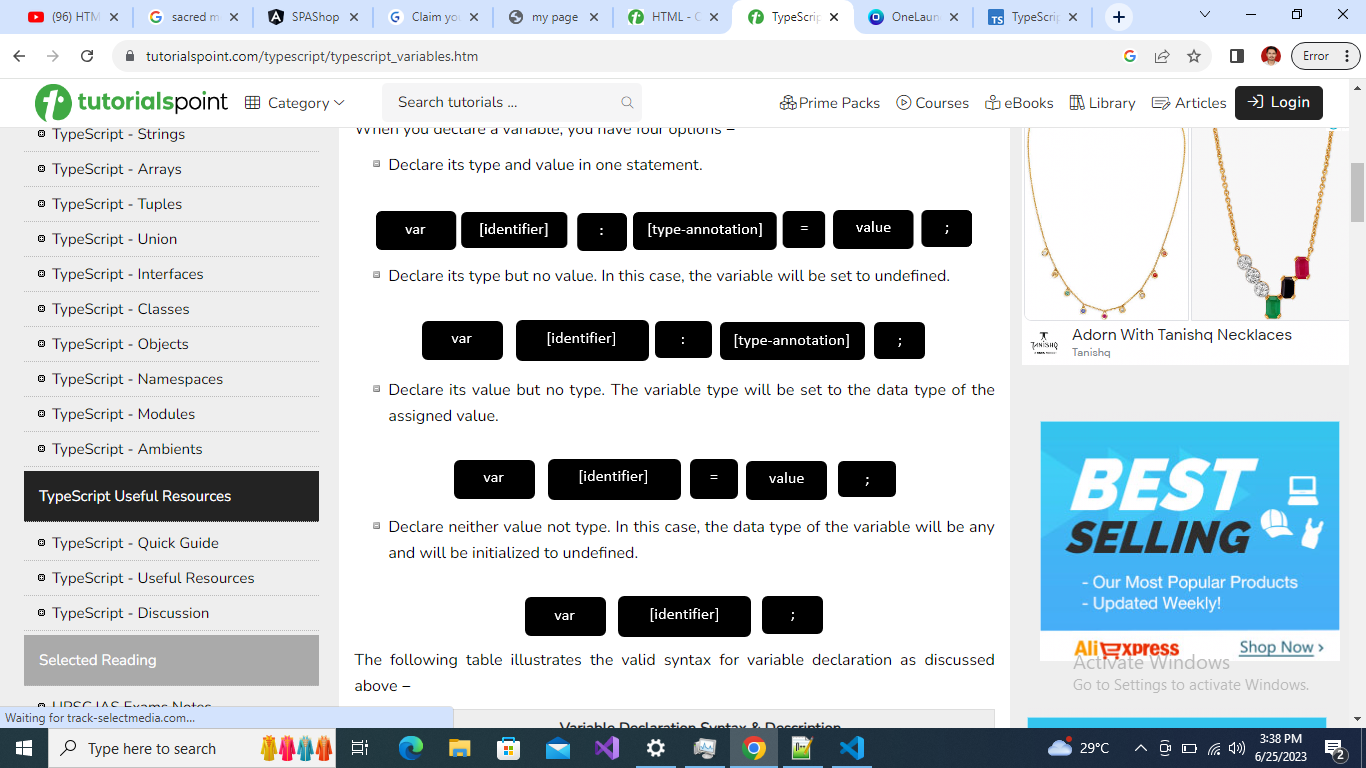 (96) HTM
sacred m
SPAShop
Claim you
my page
HTML - C
TypeScrip
OneLaun
TypeScrip
tutorialspoint.com/typescript/typescript_variables.htm
Error
tutorialspoint
Category
Search tutorials ...
Prime Packs
Courses
eBooks
Library
Articles
Login
TypeScript - Strings
TypeScript - Arrays
TypeScript - Tuples
TypeScript - Union
TypeScript - Interfaces
TypeScript - Classes
TypeScript - Objects
TypeScript - Namespaces
TypeScript - Modules
TypeScript - Ambients
TypeScript Useful Resources
TypeScript - Quick Guide
TypeScript - Useful Resources
TypeScript - Discussion
Selected Reading
UPSC IAS Exams Notes
Waiting for track-selectmedia.com...
When you declare a variable, you have four options −
Declare its type and value in one statement.
var [identifier] : [type-annotation] = value ;
Declare its type but no value. In this case, the variable will be set to undefined.
var [identifier] : [type-annotation] ;
Declare its value but no type. The variable type will be set to the data type of the
assigned value.
var [identifier] = value ;
Declare neither value not type. In this case, the data type of the variable will be any
and will be initialized to undefined.
var [identifier] ;
The following table illustrates the valid syntax for variable declaration as discussed
above −
Variable Declaration Syntax & Description
Adorn With Tanishq Necklaces
TANISHQ
Tanishq
BEST
SELLING
- Our Most Popular Products
- Updated Weekly!
AliExpress
Shop Now ›
Activate Windows
Go to Settings to activate Windows.
Type here to search
29°C
3:38 PM
6/25/2023
2